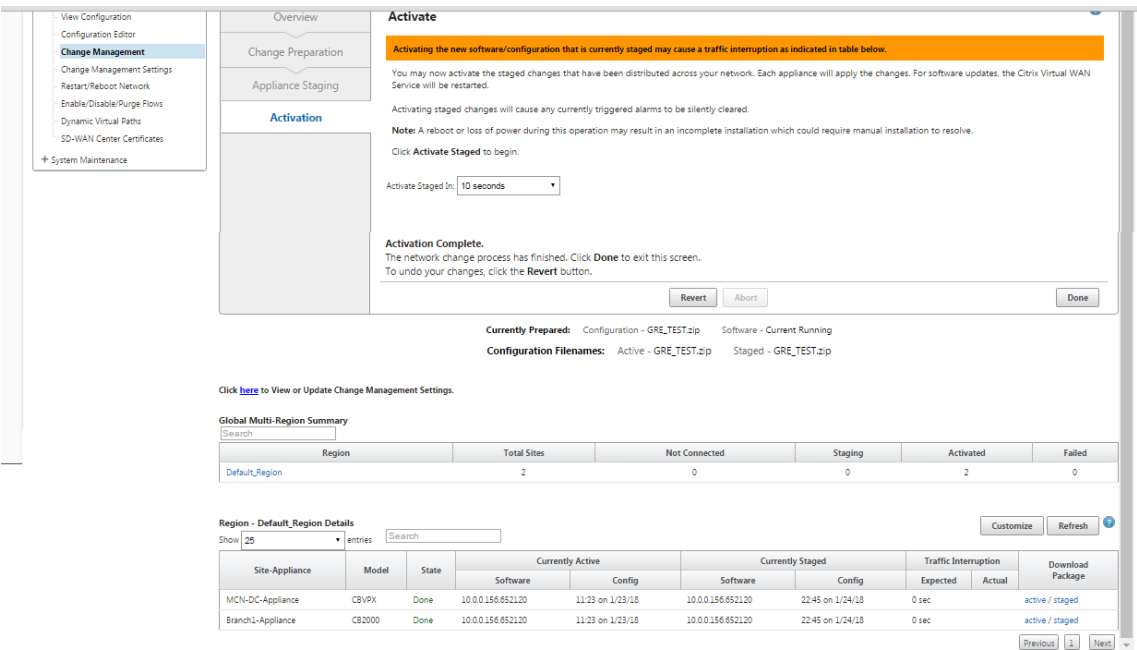 View Configuration
Configuration Editor
Change Management
Change Management Settings
Restart/Reboot Network
Enable/Disable/Purge Flows
Dynamic Virtual Paths
SD-WAN Center Certificates
+ System Maintenance
Overview
Change Preparation
Appliance Staging
Activation
Activate
?
Activating the new software/configuration that is currently staged may cause a traffic interruption as indicated in table below.
You may now activate the staged changes that have been distributed across your network. Each appliance will apply the changes. For software updates, the Citrix Virtual WAN
Service will be restarted.
Activating staged changes will cause any currently triggered alarms to be silently cleared.
Note: A reboot or loss of power during this operation may result in an incomplete installation which could require manual installation to resolve.
Click Activate Staged to begin.
Activate Staged In: 10 seconds
Activation Complete.
The network change process has finished. Click Done to exit this screen.
To undo your changes, click the Revert button.
Revert Abort Done
Currently Prepared: Configuration - GRE_TEST.zip Software - Current Running
Configuration Filenames: Active - GRE_TEST.zip Staged - GRE_TEST.zip
Click here to View or Update Change Management Settings.
Global Multi-Region Summary
Search
Region Total Sites Not Connected Staging Activated Failed
Default_Region 2 0 0 2 0
Region - Default_Region Details
Customize Refresh ?
Show 25 entries Search
Site-Appliance Model State Currently Active Currently Staged Traffic Interruption Download Package
Software Config Software Config Expected Actual
MCN-DC-Appliance CBVPX Done 10.0.0.156.652120 11:23 on 1/23/18 10.0.0.156.652120 22:45 on 1/24/18 0 sec active / staged
Branch1-Appliance CB2000 Done 10.0.0.156.652120 11:23 on 1/23/18 10.0.0.156.652120 22:45 on 1/24/18 0 sec active / staged
Previous 1 Next